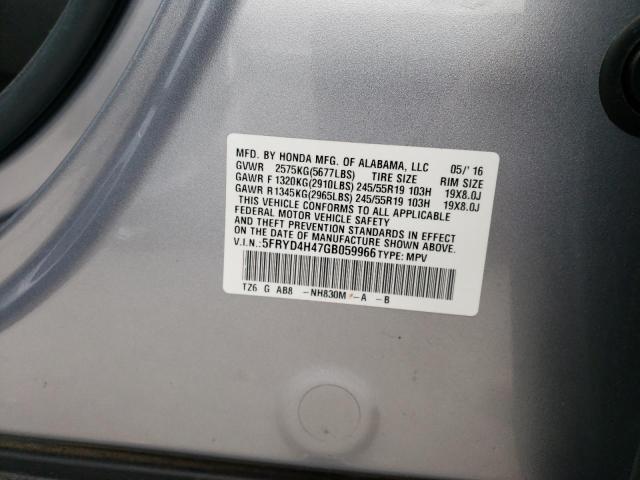 MFD. BY HONDA MFG. OF ALABAMA, LLC 05/'16
GVWR 2575KG(5677LBS) TIRE SIZE RIM SIZE
GAWR F 1320KG(2910LBS) 245/55R19 103H 19X8.0J
GAWR R1345KG(2965LBS) 245/55R19 103H 19X8.0J
THIS VEHICLE CONFORMS TO ALL APPLICABLE
FEDERAL MOTOR VEHICLE SAFETY
AND THEFT PREVENTION STANDARDS IN EFFECT
ON THE DATE OF MANUFACTURE SHOWN ABOVE.
V.I.N.: 5FRYD4H47GB059966 TYPE: MPV
TZ6 G AB8 -NH830M -A -B